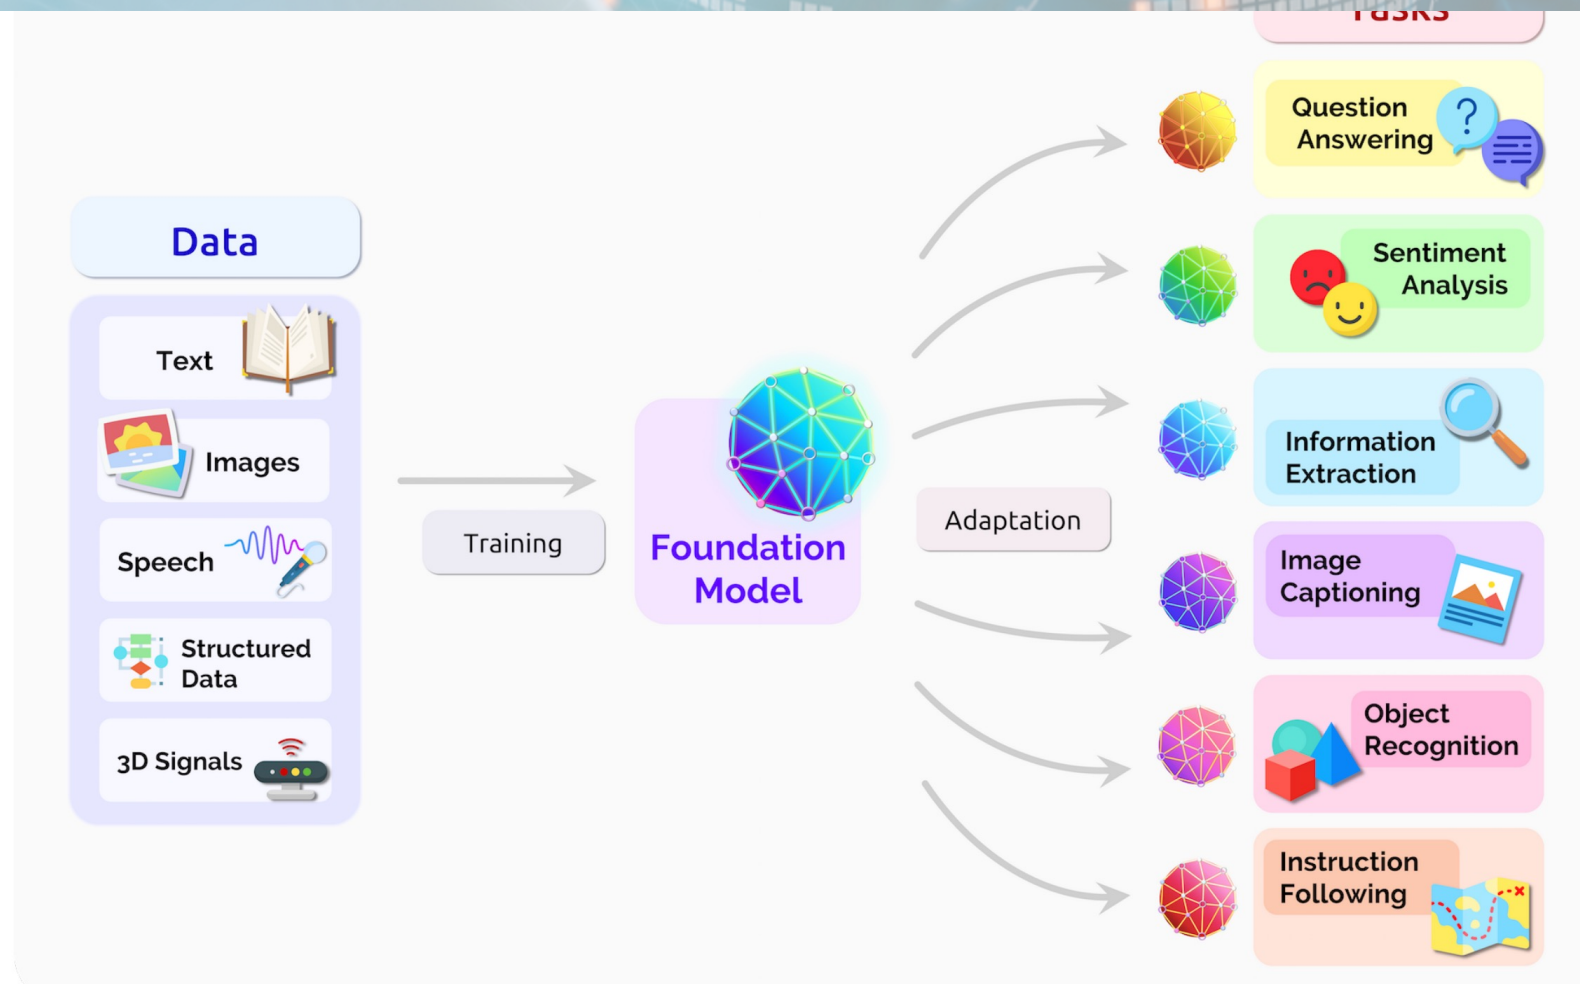 Tasks
Data
Text
Images
Speech
Structured
Data
3D Signals
Training
Foundation
Model
Adaptation
Question
Answering
Sentiment
Analysis
Information
Extraction
Image
Captioning
Object
Recognition
Instruction
Following